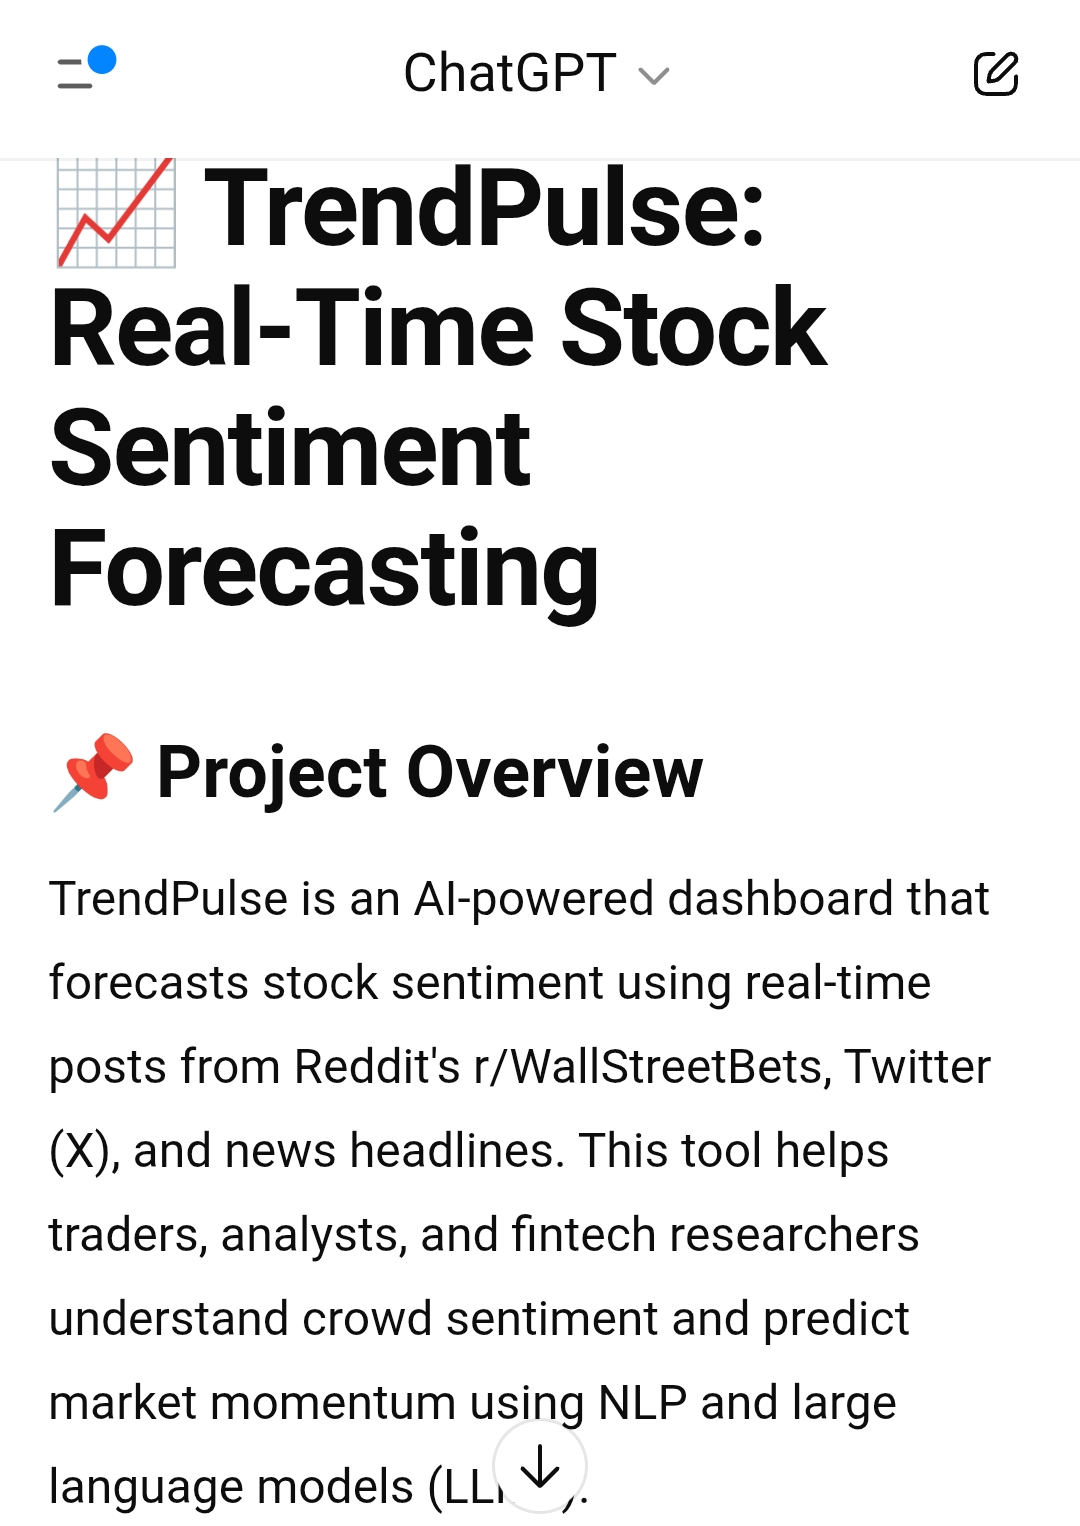 ChatGPT
📈 TrendPulse:
Real-Time Stock
Sentiment
Forecasting
📌 Project Overview
TrendPulse is an AI-powered dashboard that
forecasts stock sentiment using real-time
posts from Reddit's r/WallStreetBets, Twitter
(X), and news headlines. This tool helps
traders, analysts, and fintech researchers
understand crowd sentiment and predict
market momentum using NLP and large
language models